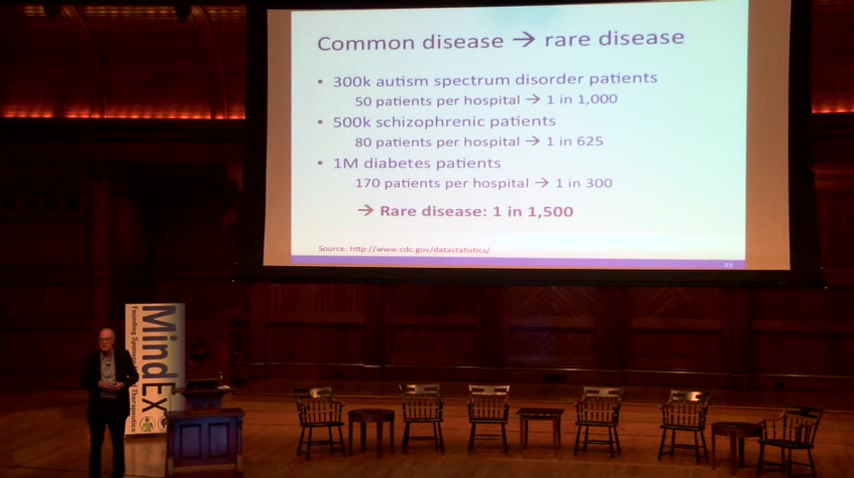 Common disease → rare disease
• 300k autism spectrum disorder patients
50 patients per hospital → 1 in 1,000
• 500k schizophrenic patients
80 patients per hospital → 1 in 625
• 1M diabetes patients
170 patients per hospital → 1 in 300
→ Rare disease: 1 in 1,500
Source: http://www.cdc.gov/datastatistics/
MindEx
Founding
Therapeutics